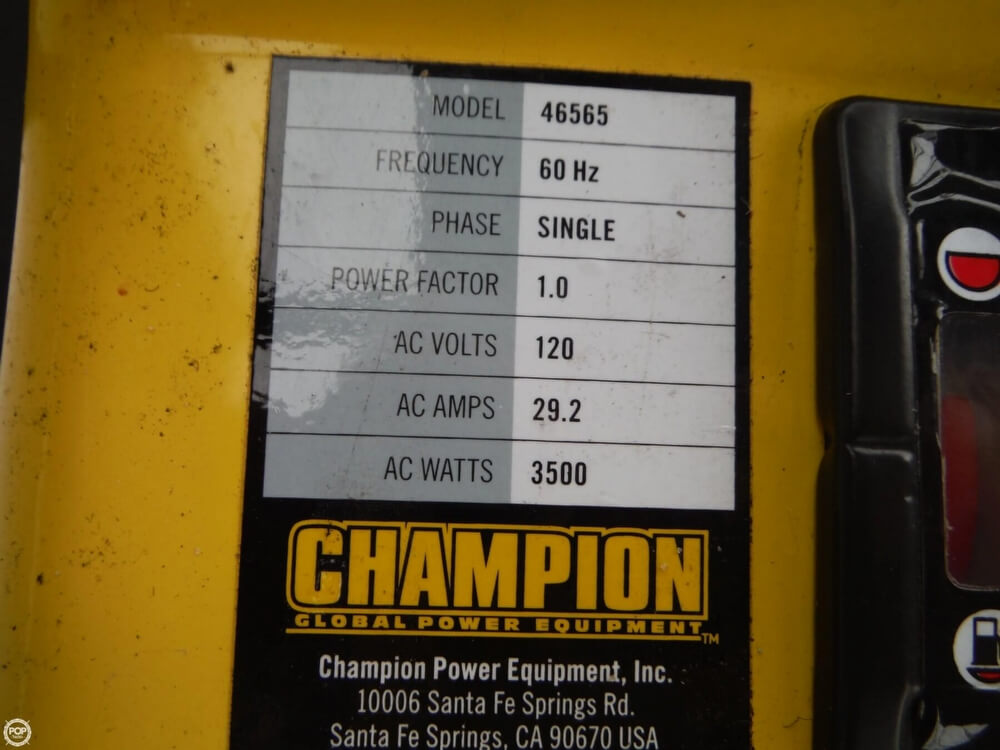 MODEL 46565
FREQUENCY 60 Hz
PHASE SINGLE
POWER FACTOR 1.0
AC VOLTS 120
AC AMPS 29.2
AC WATTS 3500
CHAMPION
GLOBAL POWER EQUIPMENT™
Champion Power Equipment, Inc.
10006 Santa Fe Springs Rd.
Santa Fe Springs, CA 90670 USA
POP